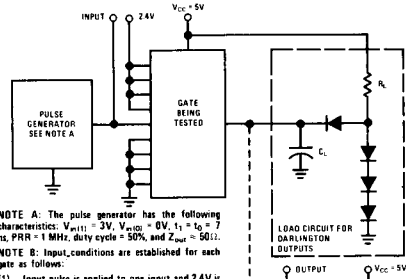 INPUT
2.4V
VCC = 5V
PULSE
GENERATOR
SEE NOTE A
GATE
BEING
TESTED
RL
CL
LOAD CIRCUIT FOR
DARLINGTON
OUTPUTS
NOTE A: The pulse generator has the following
characteristics: Vin(1) = 3V, Vin(0) = 0V, t1 = t0 = 7
ns, PRR = 1 MHz, duty cycle = 50%, and Zout ≈ 50Ω.
NOTE B: Input conditions are established for each
gate as follows:
Input pulse is applied to one input and 2.4V is
OUTPUT
VCC = 5V